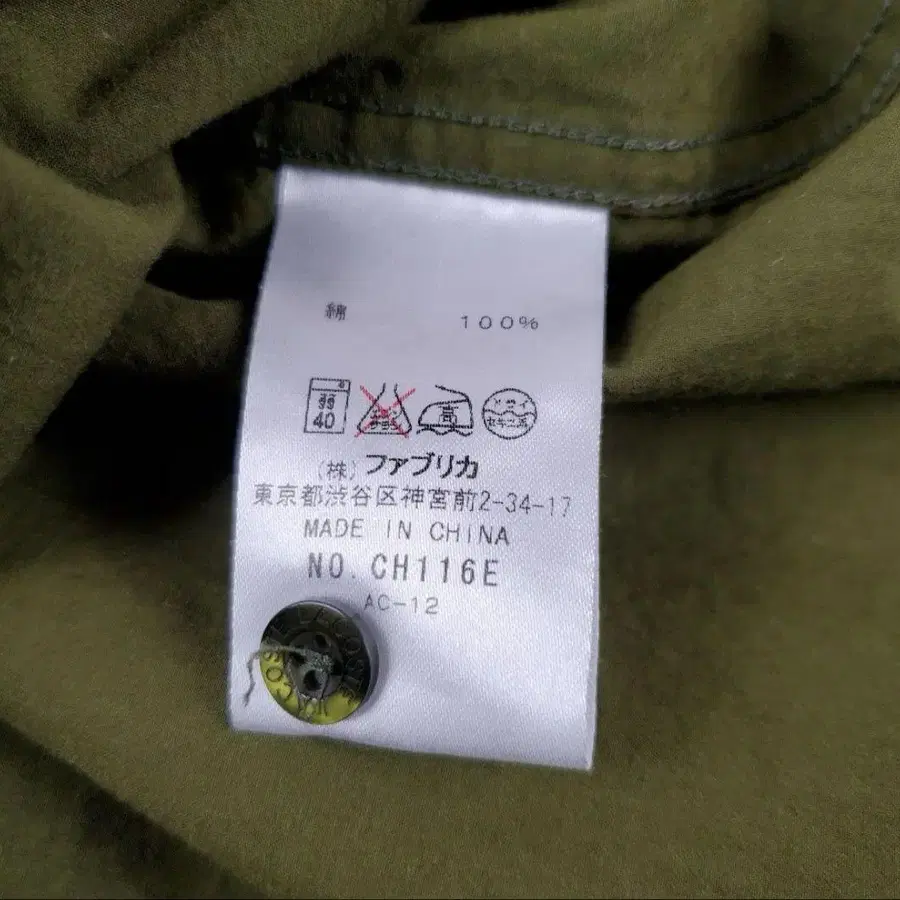 綿 100%
40
高
(株)ファブリカ
東京都渋谷区神宮前2-34-17
MADE IN CHINA
NO. CH116E
AC-12